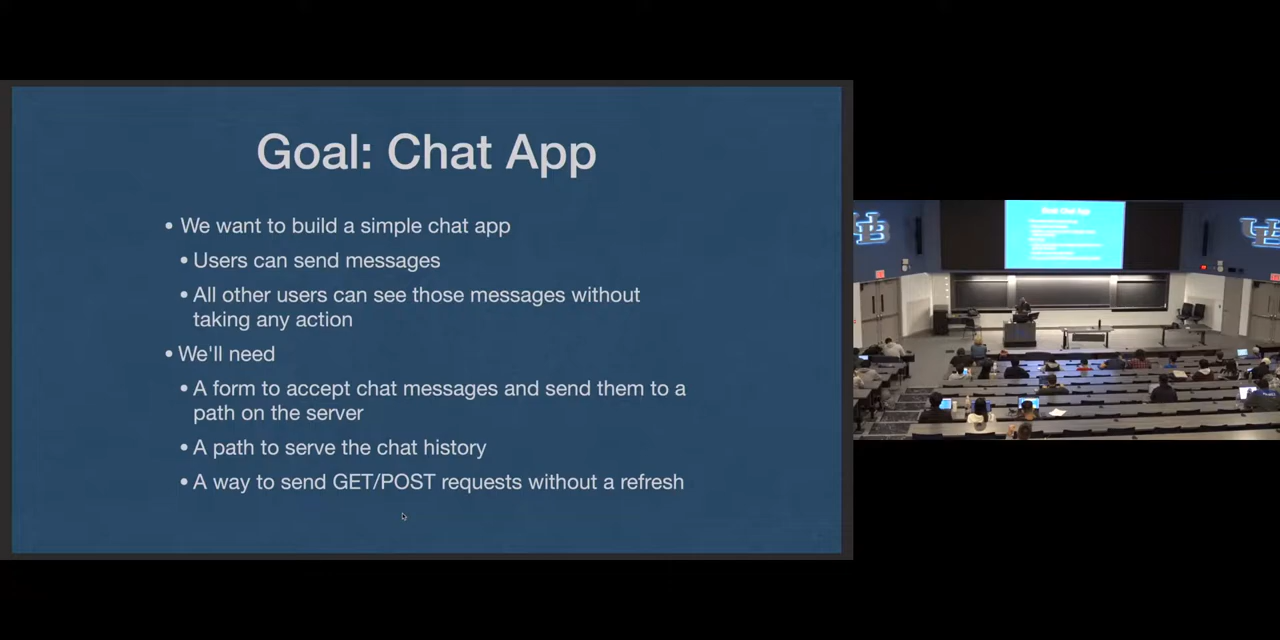 Goal: Chat App
• We want to build a simple chat app
• Users can send messages
• All other users can see those messages without
taking any action
• We'll need
• A form to accept chat messages and send them to a
path on the server
• A path to serve the chat history
• A way to send GET/POST requests without a refresh
UB
UB